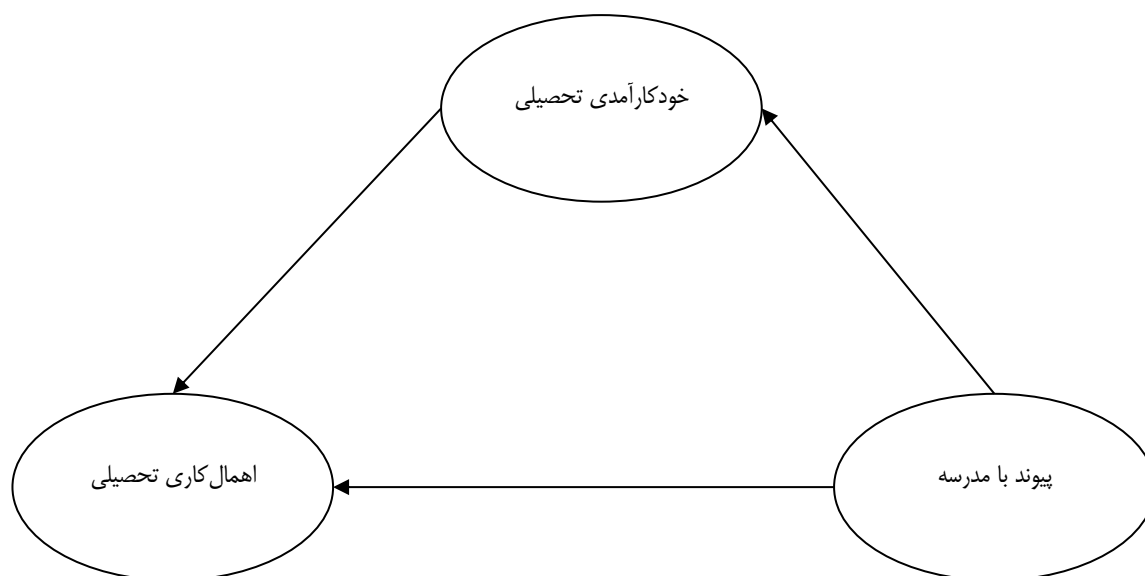 خودکارآمدی تحصیلی
پیوند با مدرسه
اهمال‌کاری تحصیلی